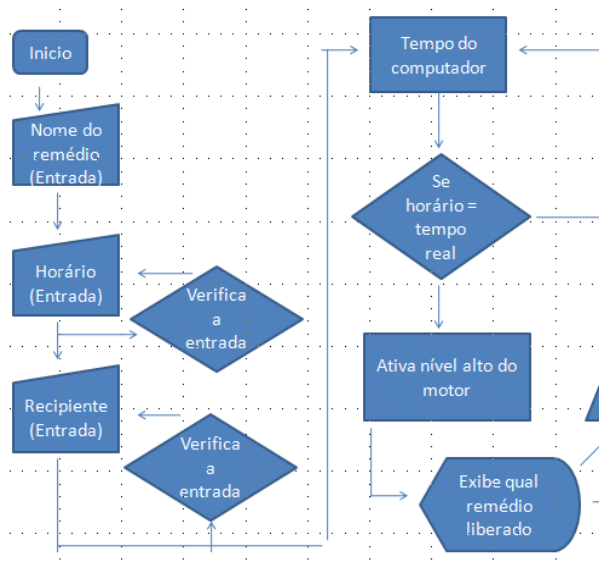 Inicio
Nome do
remédio
(Entrada)
Horário
(Entrada)
Verifica
a
entrada
Recipiente
(Entrada)
Verifica
a
entrada
Tempo do
computador
Se
horário =
tempo
real
Ativa nível alto do
motor
Exibe qual
remédio
liberado